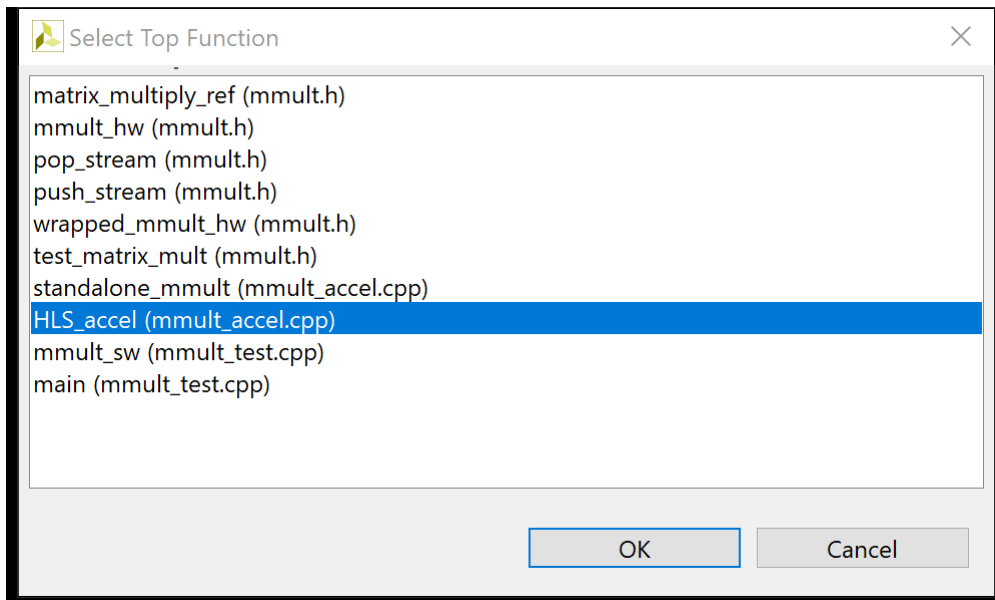 Select Top Function
matrix_multiply_ref (mmult.h)
mmult_hw (mmult.h)
pop_stream (mmult.h)
push_stream (mmult.h)
wrapped_mmult_hw (mmult.h)
test_matrix_mult (mmult.h)
standalone_mmult (mmult_accel.cpp)
HLS_accel (mmult_accel.cpp)
mmult_sw (mmult_test.cpp)
main (mmult_test.cpp)
OK Cancel